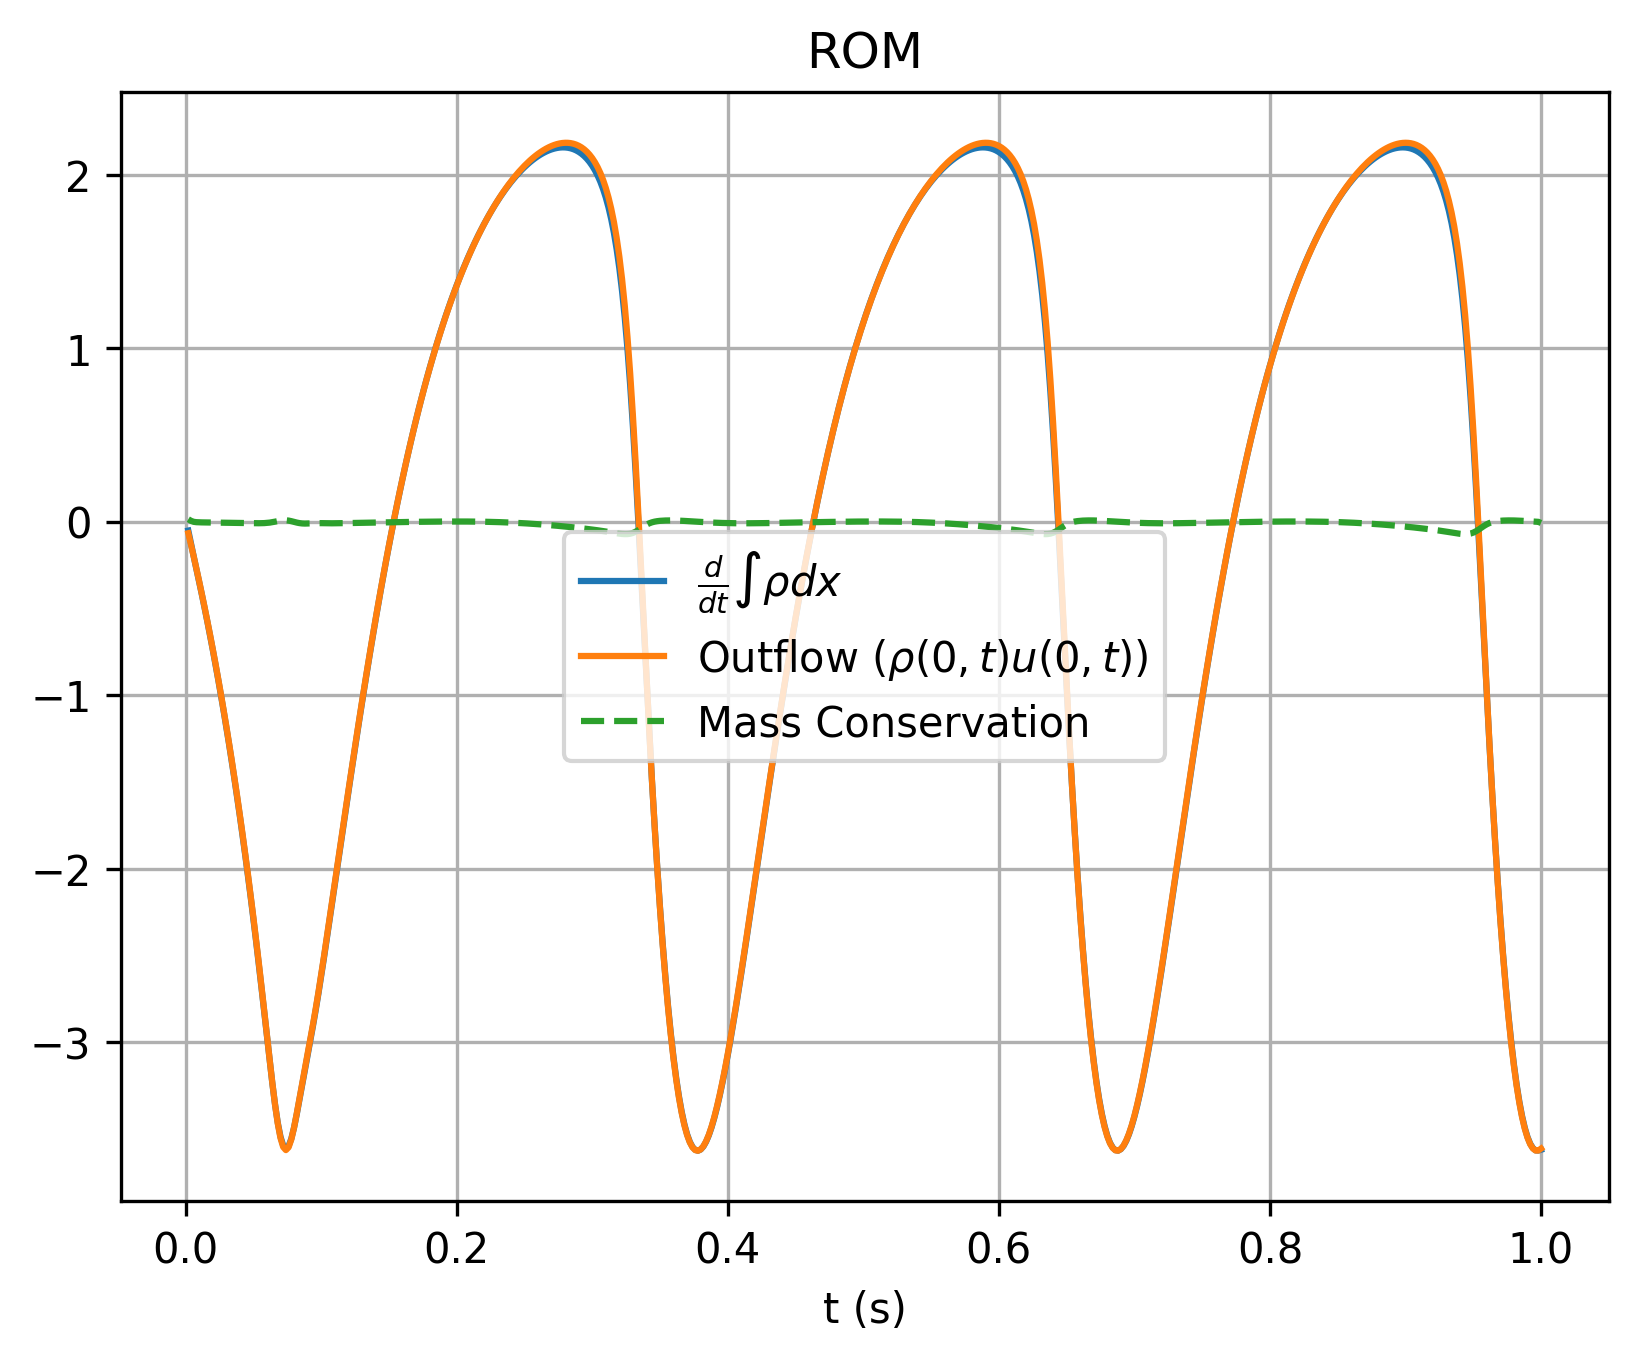 ROM
2
1
0
−1
−2
−3
d/dt ∫ρdx
Outflow (ρ(0, t)u(0, t))
Mass Conservation
0.0 0.2 0.4 0.6 0.8 1.0
t (s)